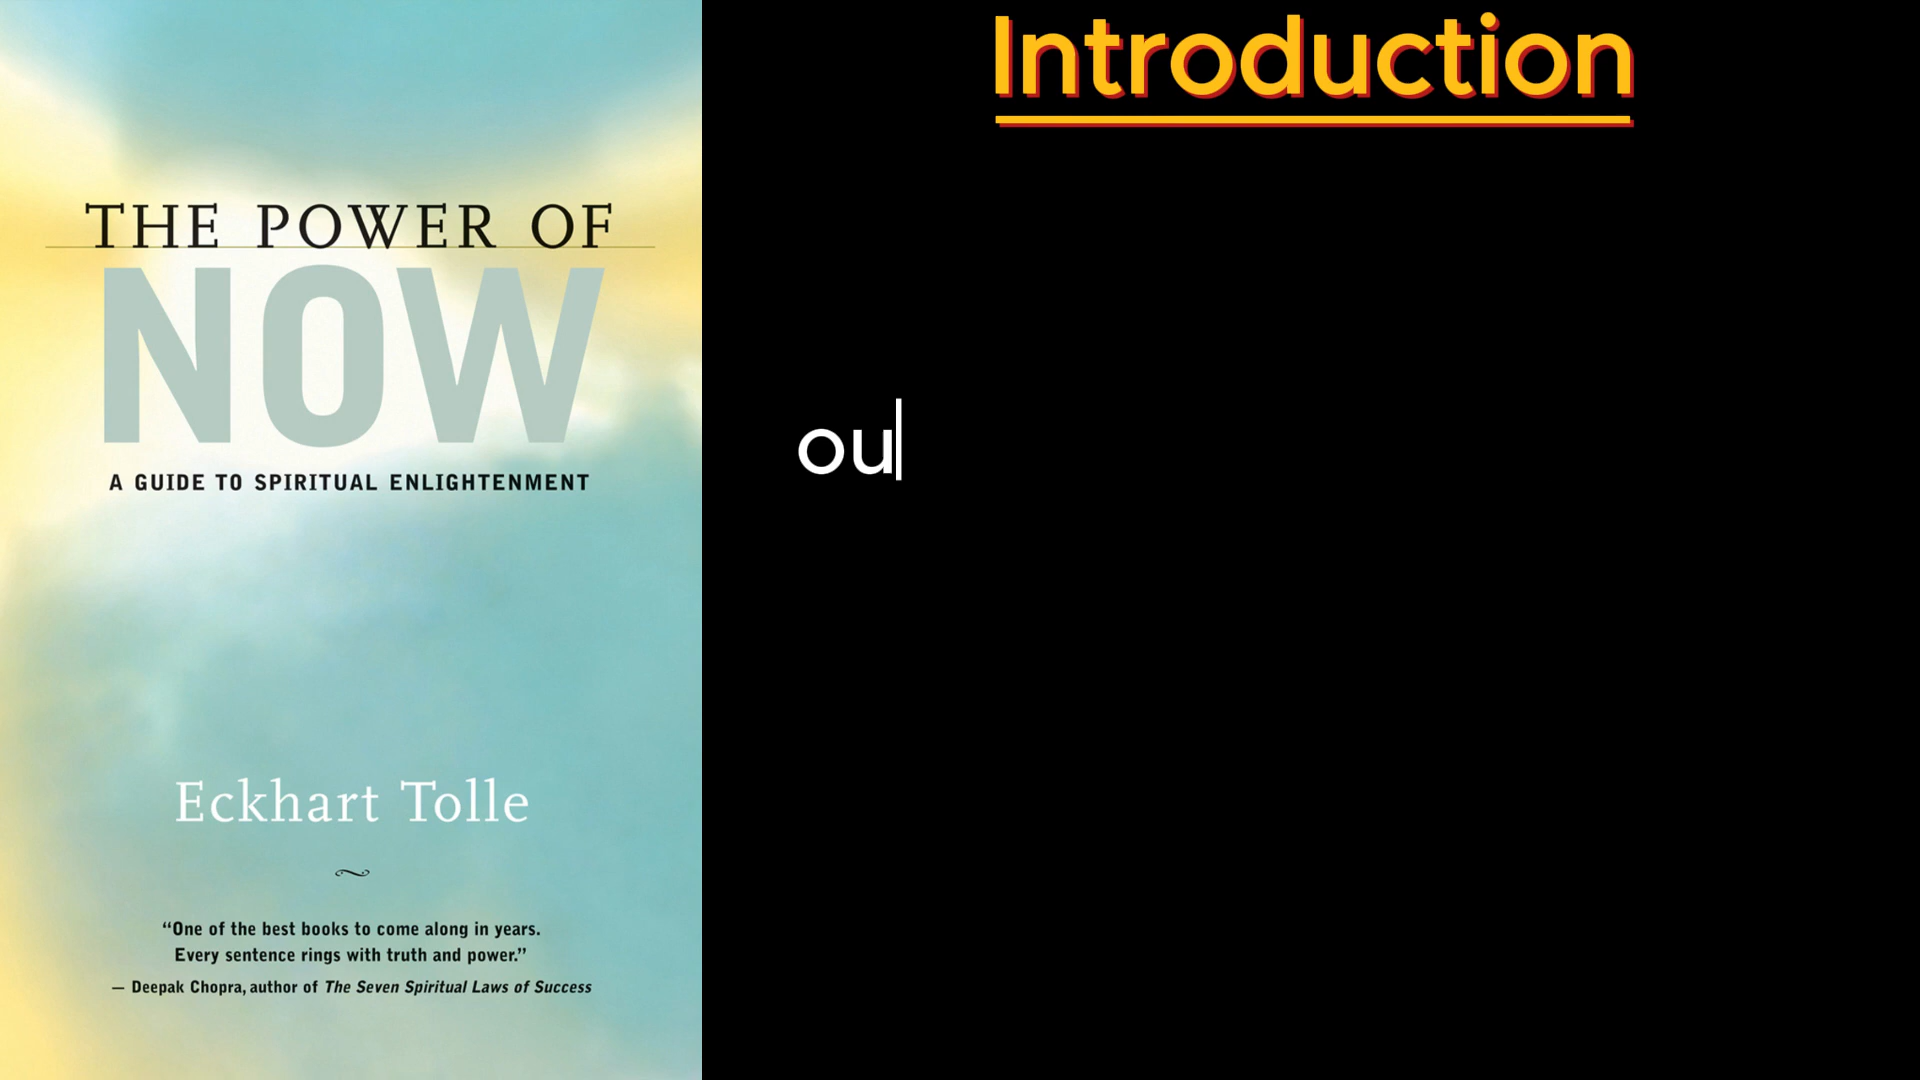 THE POWER OF
NOW
A GUIDE TO SPIRITUAL ENLIGHTENMENT
Eckhart Tolle
“One of the best books to come along in years.
Every sentence rings with truth and power.”
— Deepak Chopra, author of The Seven Spiritual Laws of Success
Introduction
ou